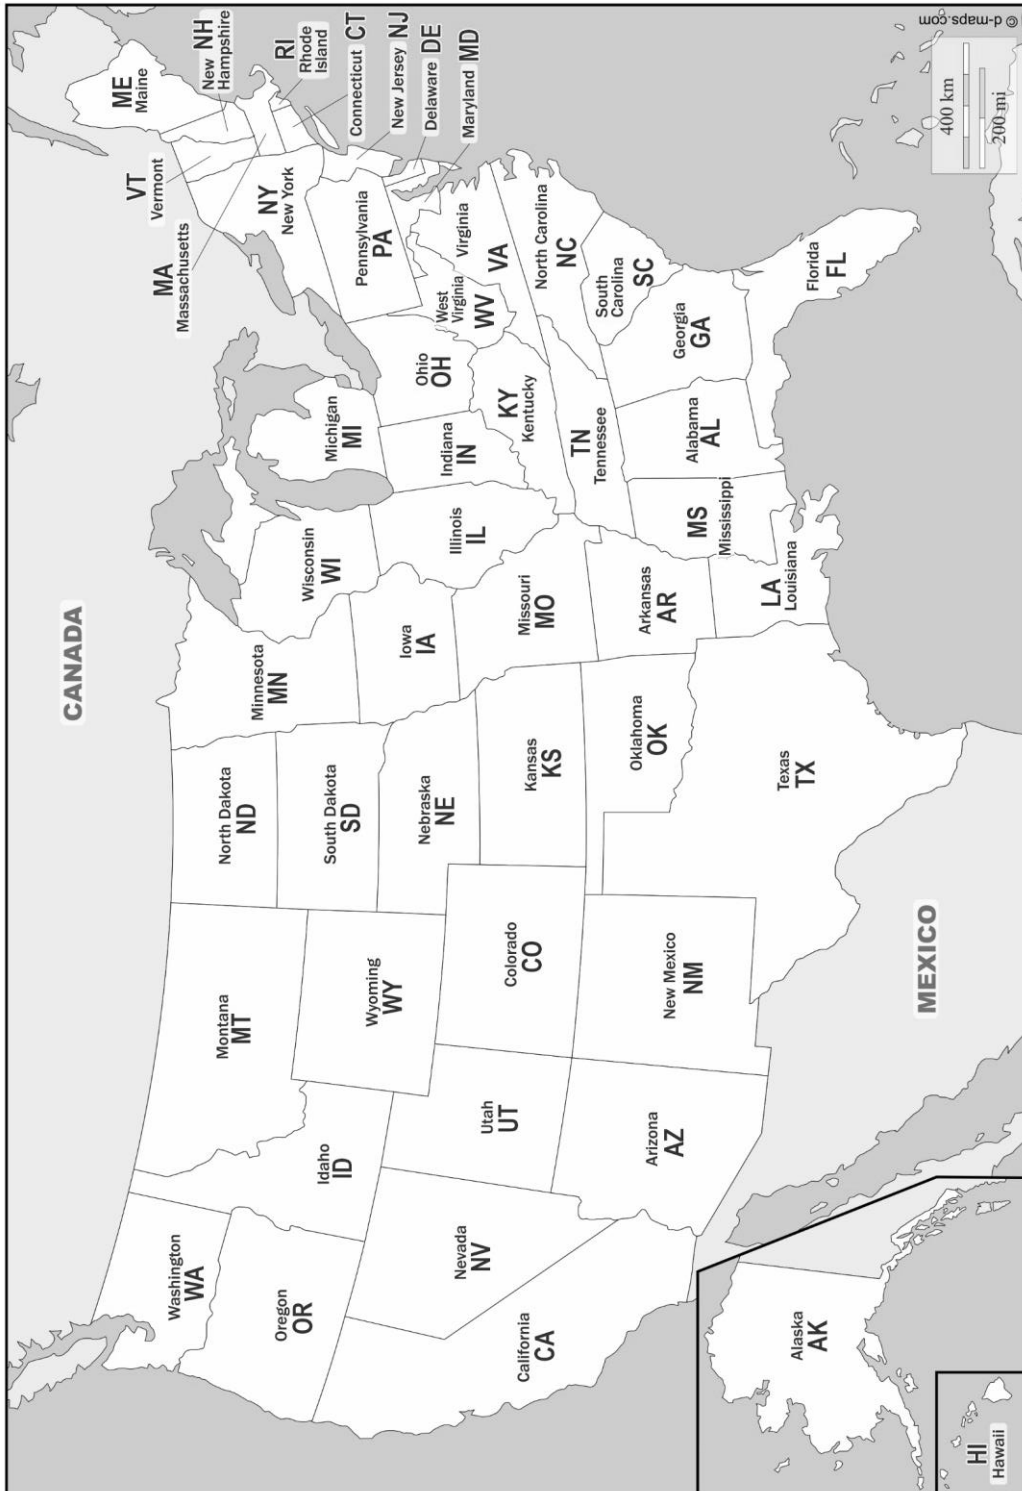 CANADA
ME
Maine
New NH
Hampshire
VT
Vermont
MA
Massachusetts
RI
Rhode
Island
Connecticut CT
New Jersey NJ
Delaware DE
Maryland MD
Washington
WA
Montana
MT
North Dakota
ND
Minnesota
MN
Wisconsin
WI
Michigan
MI
NY
New York
Oregon
OR
Idaho
ID
Wyoming
WY
South Dakota
SD
Iowa
IA
Illinois
IL
Indiana
IN
Ohio
OH
Pennsylvania
PA
Nebraska
NE
Nevada
NV
Utah
UT
Colorado
CO
Kansas
KS
Missouri
MO
KY
Kentucky
West
Virginia
WV
Virginia
VA
California
CA
Arizona
AZ
New Mexico
NM
Oklahoma
OK
Arkansas
AR
TN
Tennessee
North Carolina
NC
South
Carolina
SC
Texas
TX
LA
Louisiana
MS
Mississippi
Alabama
AL
Georgia
GA
Florida
FL
Alaska
AK
HI
Hawaii
MEXICO
400 km
200 mi
© d-maps.com